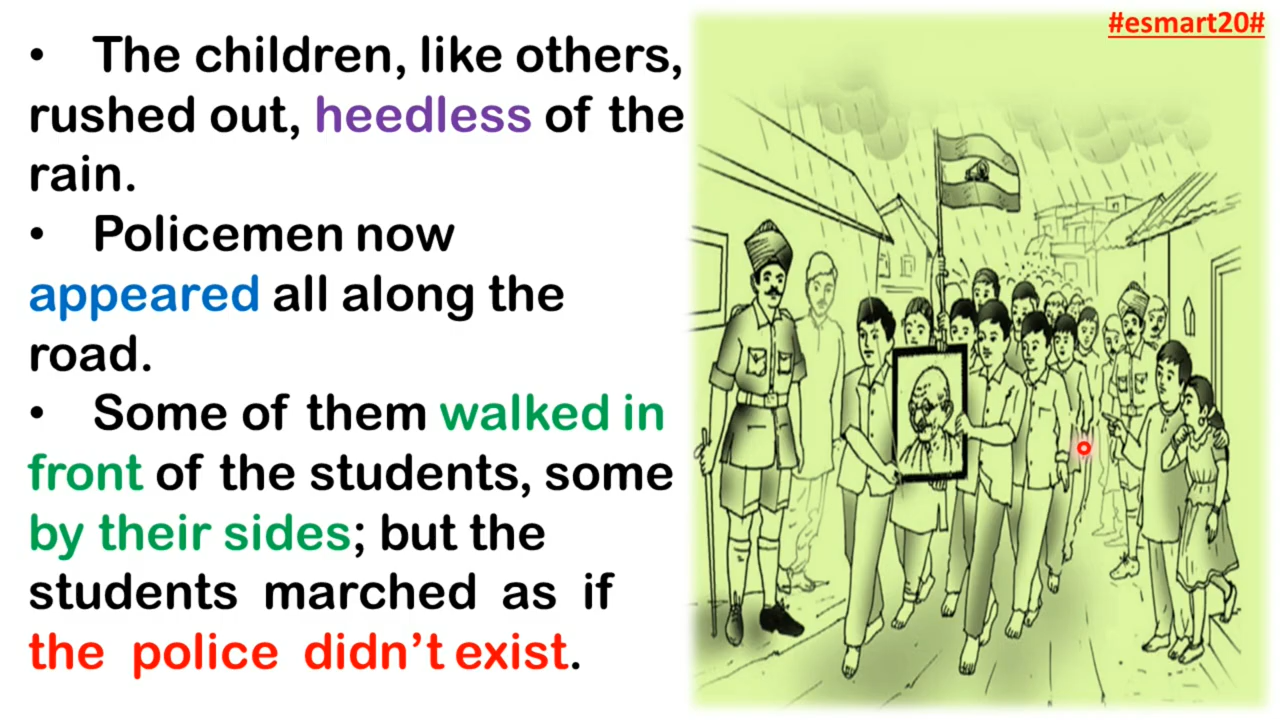 #esmart20#
• The children, like others,
rushed out, heedless of the
rain.
• Policemen now
appeared all along the
road.
• Some of them walked in
front of the students, some
by their sides; but the
students marched as if
the police didn’t exist.